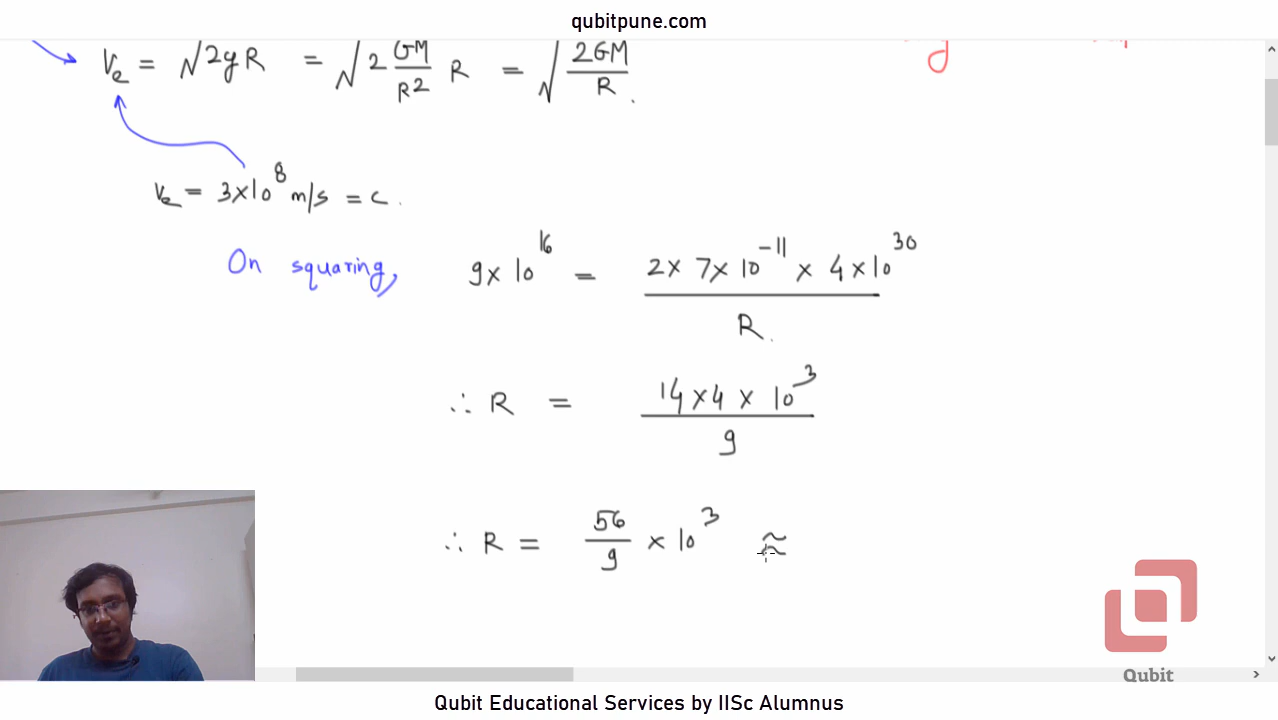 qubitpune.com
Ve = √2gR = √2 GM/R² R = √2GM/R.
Ve = 3×10⁸ m/s = c.
On squaring, 9×10¹⁶ = 2×7×10⁻¹¹×4×10³⁰/R.
∴ R = 14×4×10³/9
∴ R = 56/9 ×10³ ≈
Qubit
Qubit Educational Services by IISc Alumnus